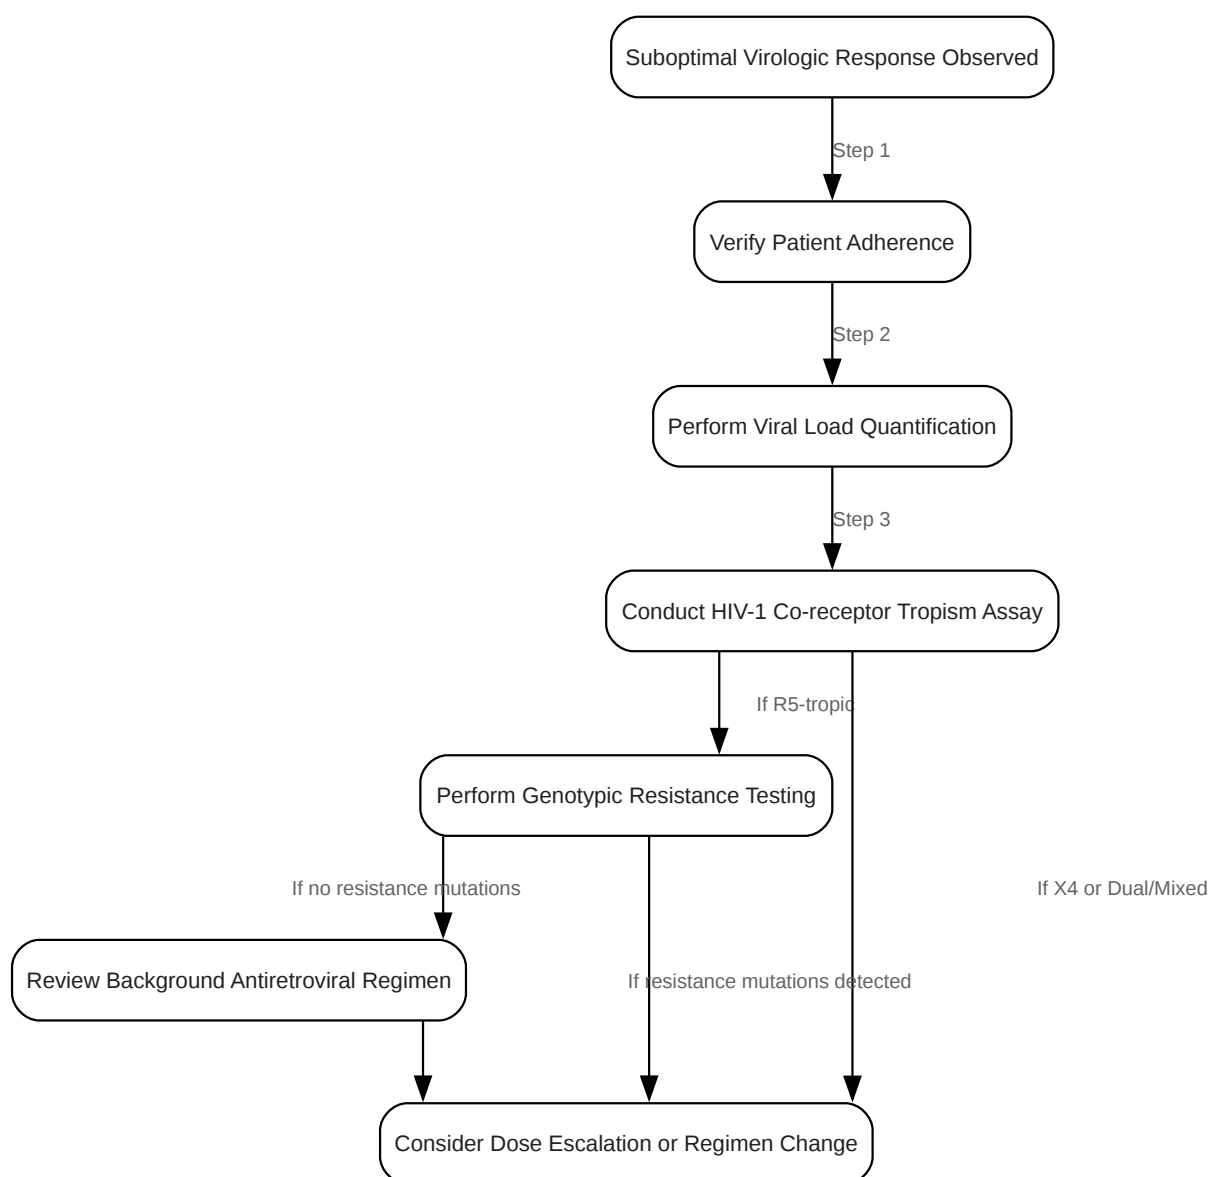 Suboptimal Virologic Response Observed
Step 1
Verify Patient Adherence
Step 2
Perform Viral Load Quantification
Step 3
Conduct HIV-1 Co-receptor Tropism Assay
If R5-tropic
Perform Genotypic Resistance Testing
If no resistance mutations
If X4 or Dual/Mixed
Review Background Antiretroviral Regimen
If resistance mutations detected
Consider Dose Escalation or Regimen Change